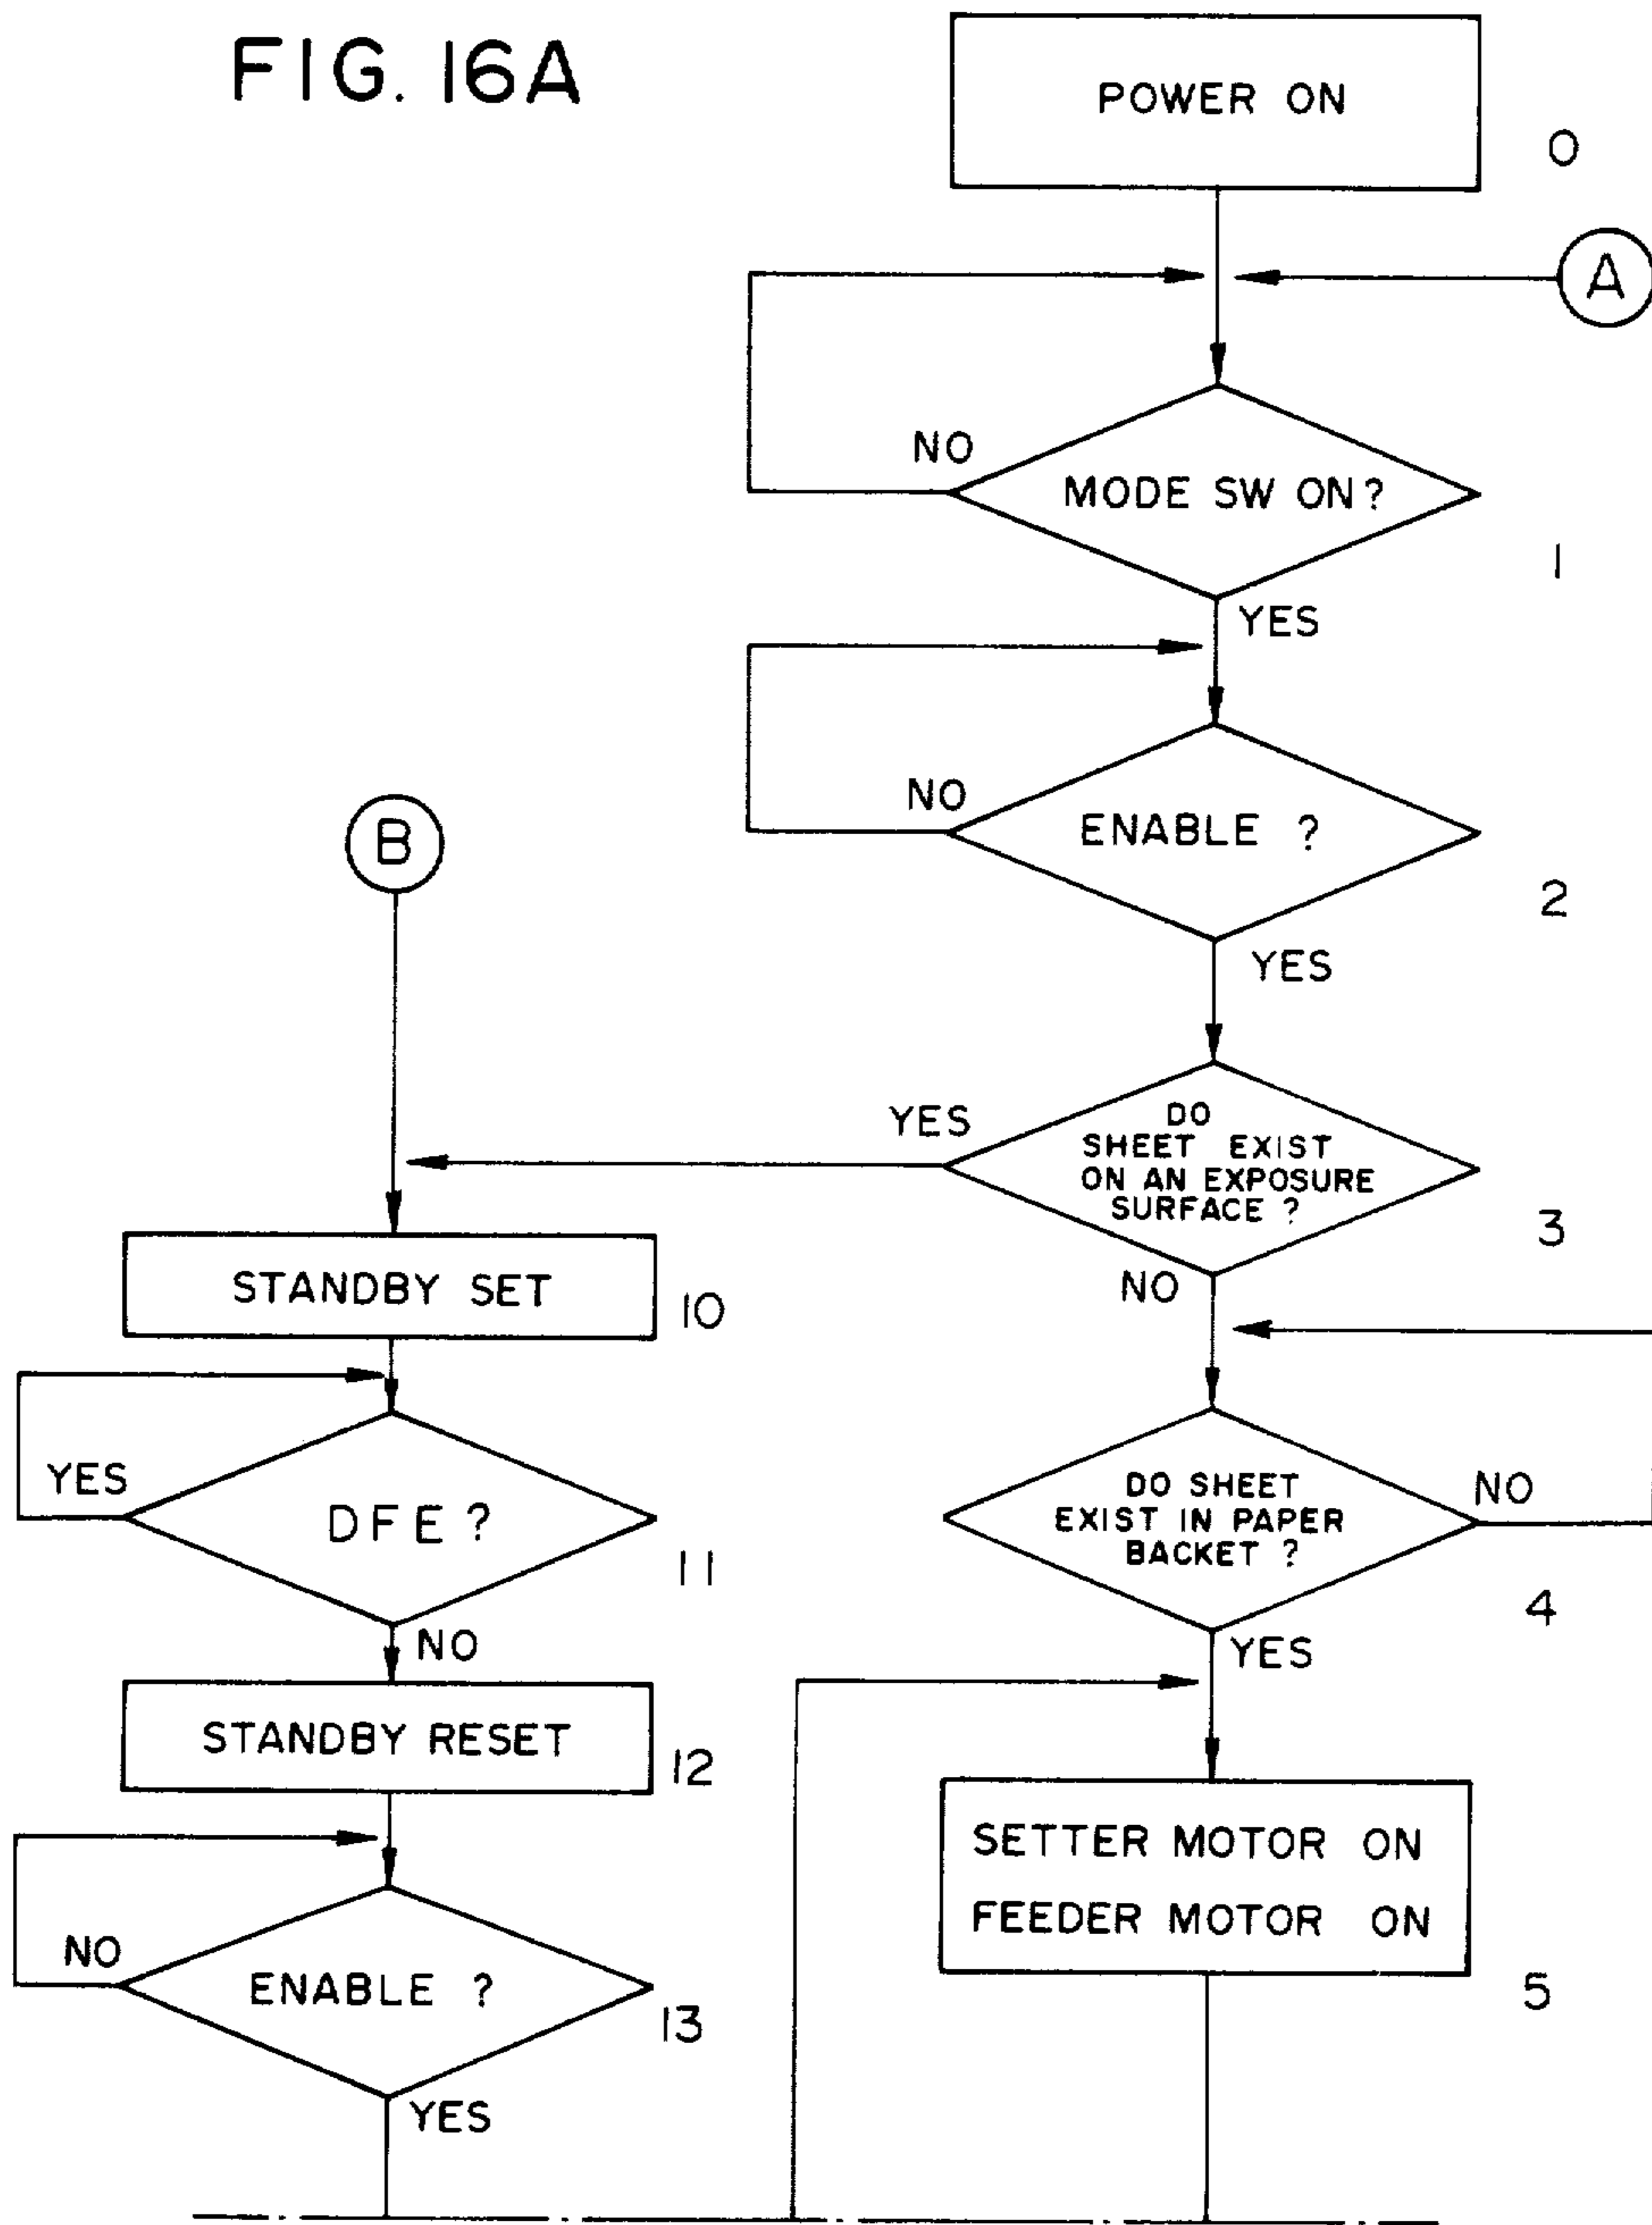 FIG. 16A
POWER ON
0
A
NO
MODE SW ON?
1
YES
NO
ENABLE ?
2
YES
B
YES
DO
SHEET EXIST
ON AN EXPOSURE
SURFACE ?
3
NO
STANDBY SET
10
YES
DFE ?
11
NO
DO SHEET
EXIST IN PAPER
BACKET ?
NO
4
YES
STANDBY RESET
12
SETTER MOTOR ON
FEEDER MOTOR ON
5
NO
ENABLE ?
13
YES